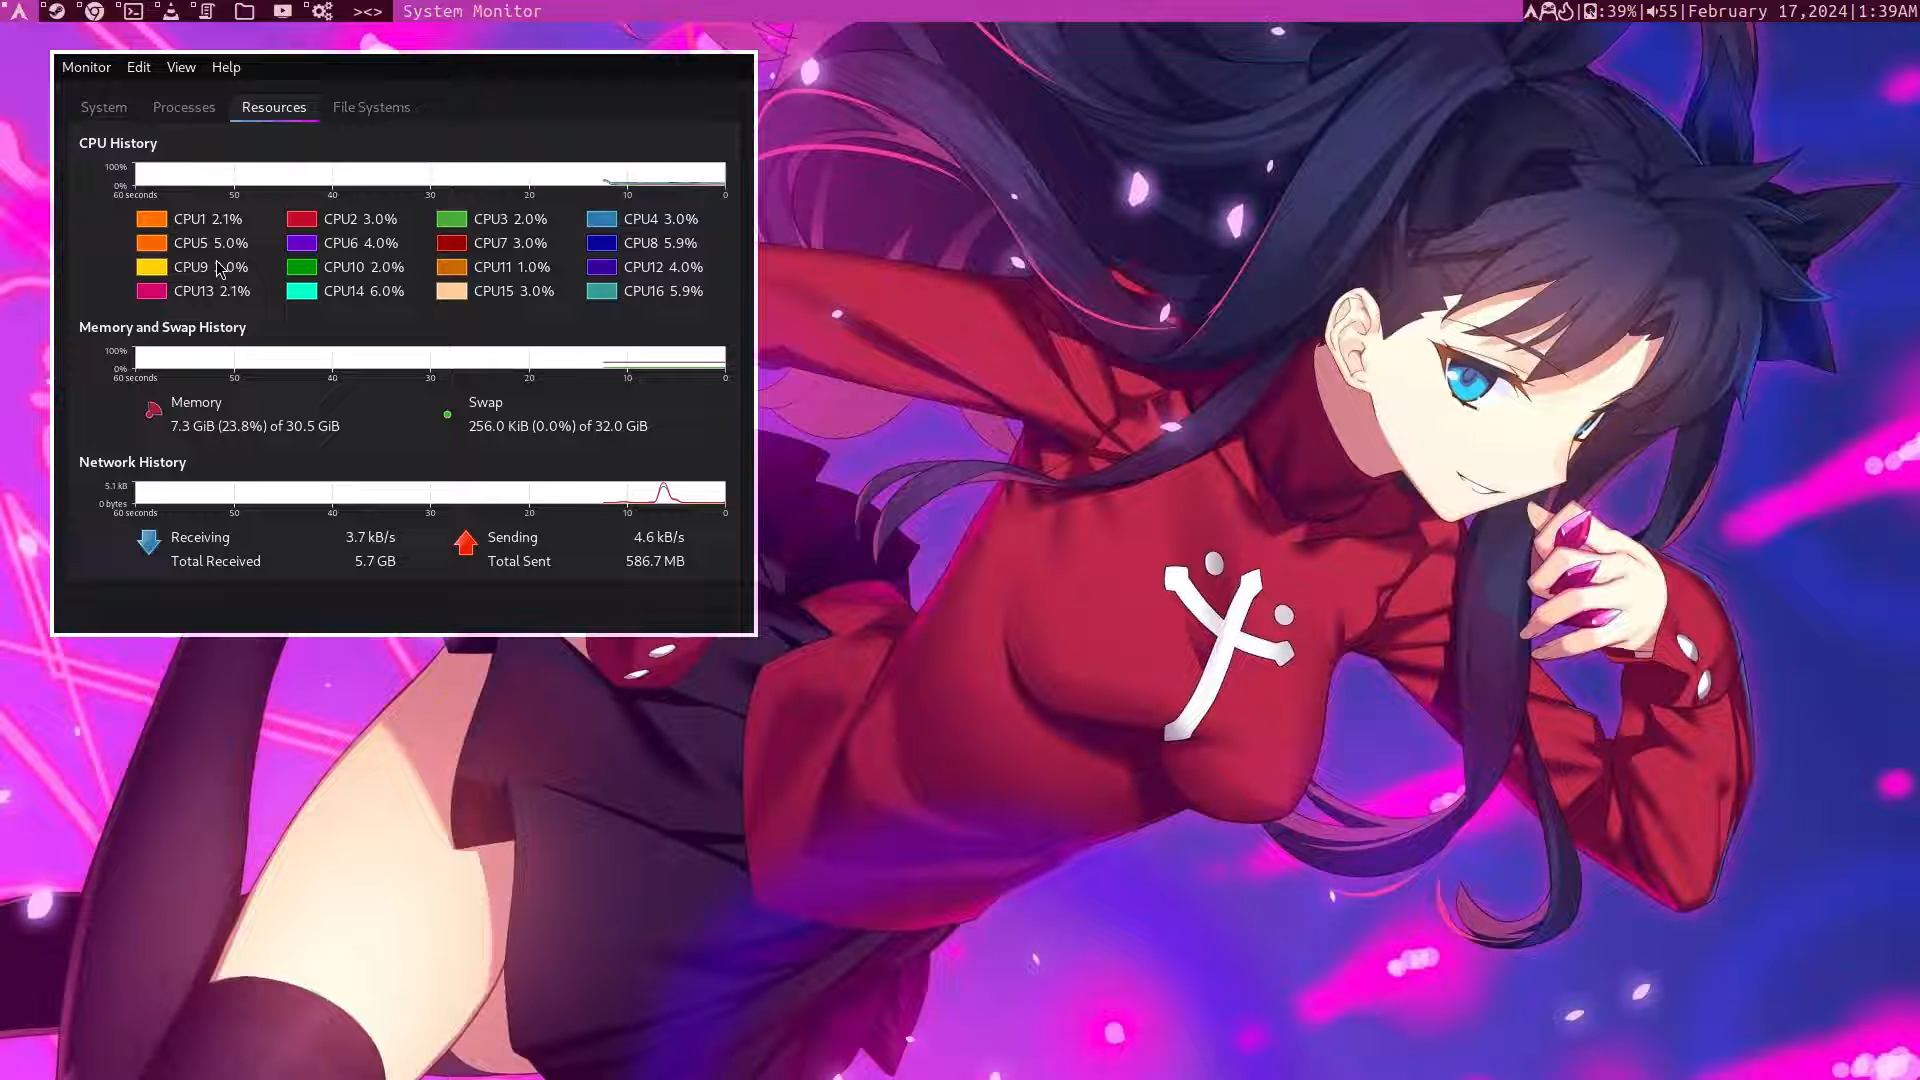 ><> System Monitor :39%| 55|February 17,2024|1:39AM
Monitor Edit View Help
System Processes Resources File Systems
CPU History
100%
0%
60 seconds 50 40 30 20 10 0
CPU1 2.1% CPU2 3.0% CPU3 2.0% CPU4 3.0%
CPU5 5.0% CPU6 4.0% CPU7 3.0% CPU8 5.9%
CPU9 CPU10 2.0% CPU11 1.0% CPU12 4.0%
CPU13 2.1% CPU14 6.0% CPU15 3.0% CPU16 5.9%
Memory and Swap History
100%
0%
60 seconds 50 40 30 20 10 0
Memory Swap
7.3 GiB (23.8%) of 30.5 GiB 256.0 KiB (0.0%) of 32.0 GiB
Network History
5.1 kB
0 bytes
60 seconds 50 40 30 20 10 0
Receiving 3.7 kB/s Sending 4.6 kB/s
Total Received 5.7 GB Total Sent 586.7 MB